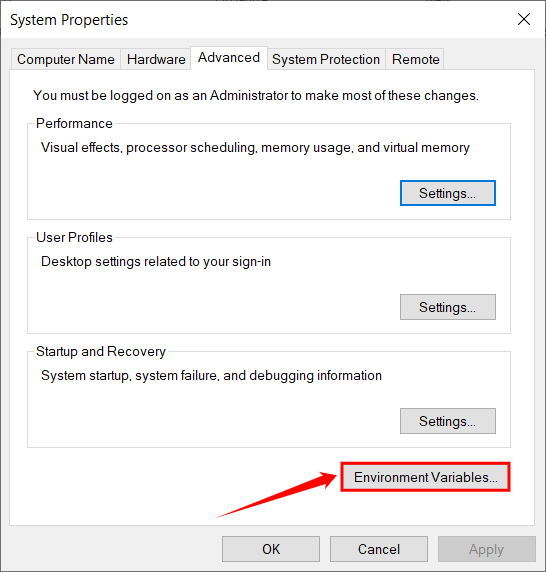 System Properties
Computer Name Hardware Advanced System Protection Remote
You must be logged on as an Administrator to make most of these changes.
Performance
Visual effects, processor scheduling, memory usage, and virtual memory
Settings...
User Profiles
Desktop settings related to your sign-in
Settings...
Startup and Recovery
System startup, system failure, and debugging information
Settings...
Environment Variables...
OK Cancel Apply